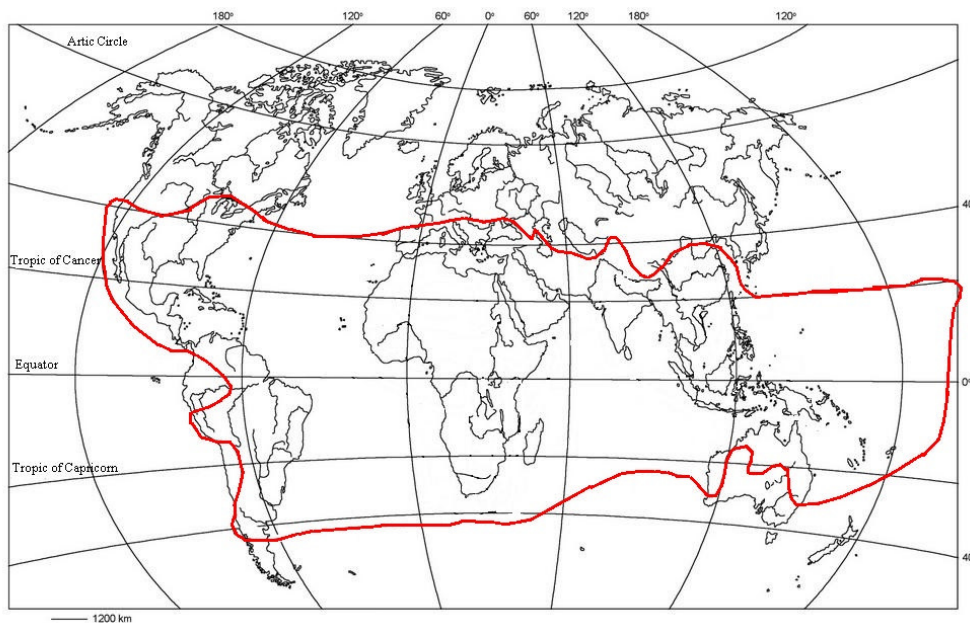 180° 120° 0° 60° 120° 180° 120°
Artic Circle
40
Tropic of Cancer
Equator
0°
Tropic of Capricorn
40
1200 km